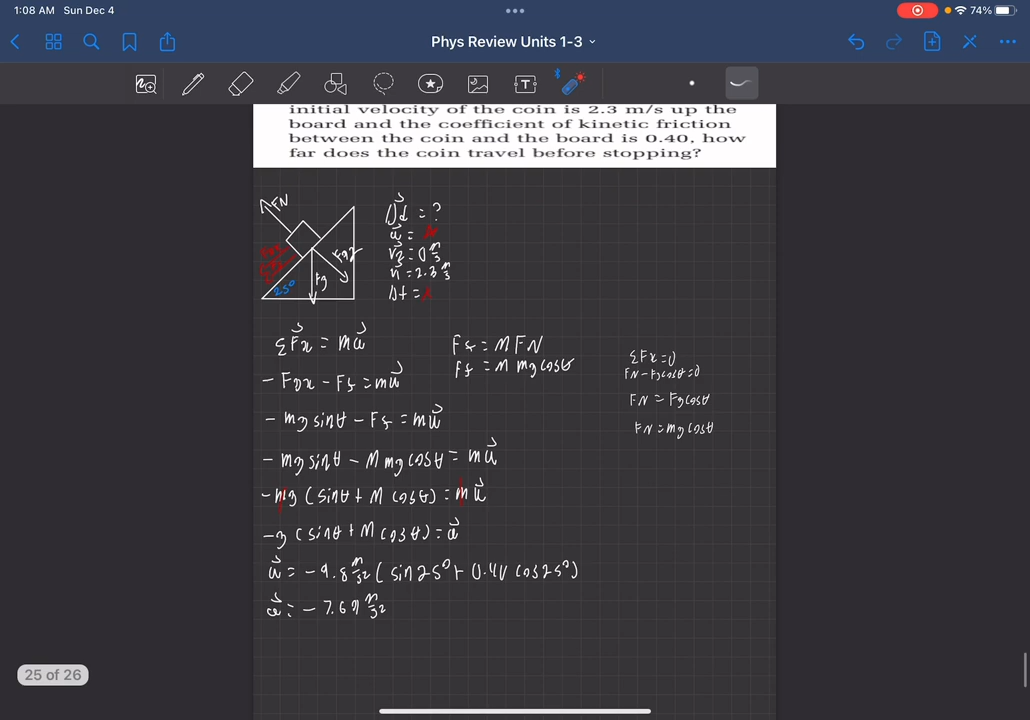 1:08 AM Sun Dec 4
74%
Phys Review Units 1-3
initial velocity of the coin is 2.3 m/s up the
board and the coefficient of kinetic friction
between the coin and the board is 0.40, how
far does the coin travel before stopping?
FN
Fg
25°
Δd = ?
a =
v2 = 0 m/s
v1 = 2.3 m/s
Δt =
ΣFx = ma
- Fgx - Ff = ma
- mg sinθ - Ff = ma
- mg sinθ - M mg cosθ = ma
- mg (sinθ + M cosθ) = ma
- g (sinθ + M cosθ) = a
a = - 9.8 m/s² ( sin 25° + 0.40 cos 25° )
a = - 7.69 m/s²
Ff = M FN
Ff = M mg cosθ
ΣFx = 0
FN - Fg cosθ = 0
FN = Fg cosθ
FN = mg cosθ
25 of 26